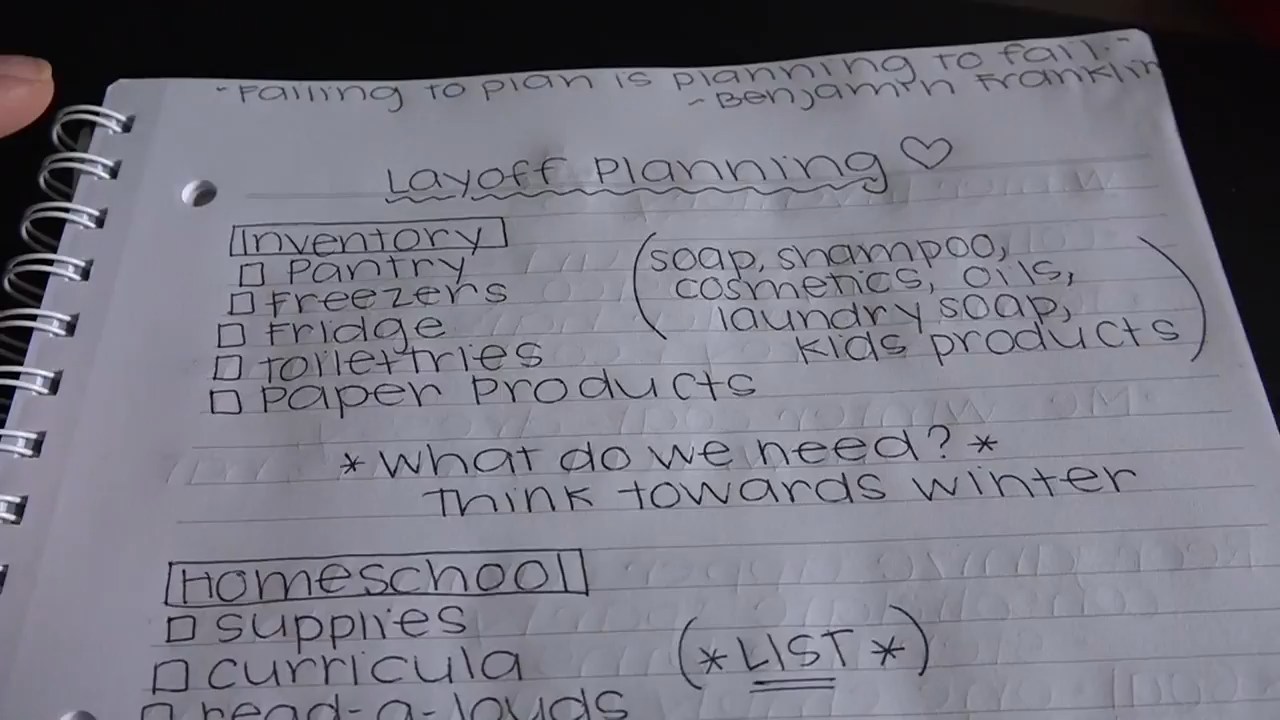 "Failing to plan is planning to fail."
~Benjamin Franklin
Layoff Planning ♡
Inventory
□ Pantry
□ Freezers
□ Fridge
□ toilettries
□ Paper Products
(soap, shampoo,
cosmetics, oils,
laundry soap,
kids products)
*What do we need?*
Think towards winter
Homeschool
□ supplies
□ curricula
(*LIST*)
□ read-a-louds